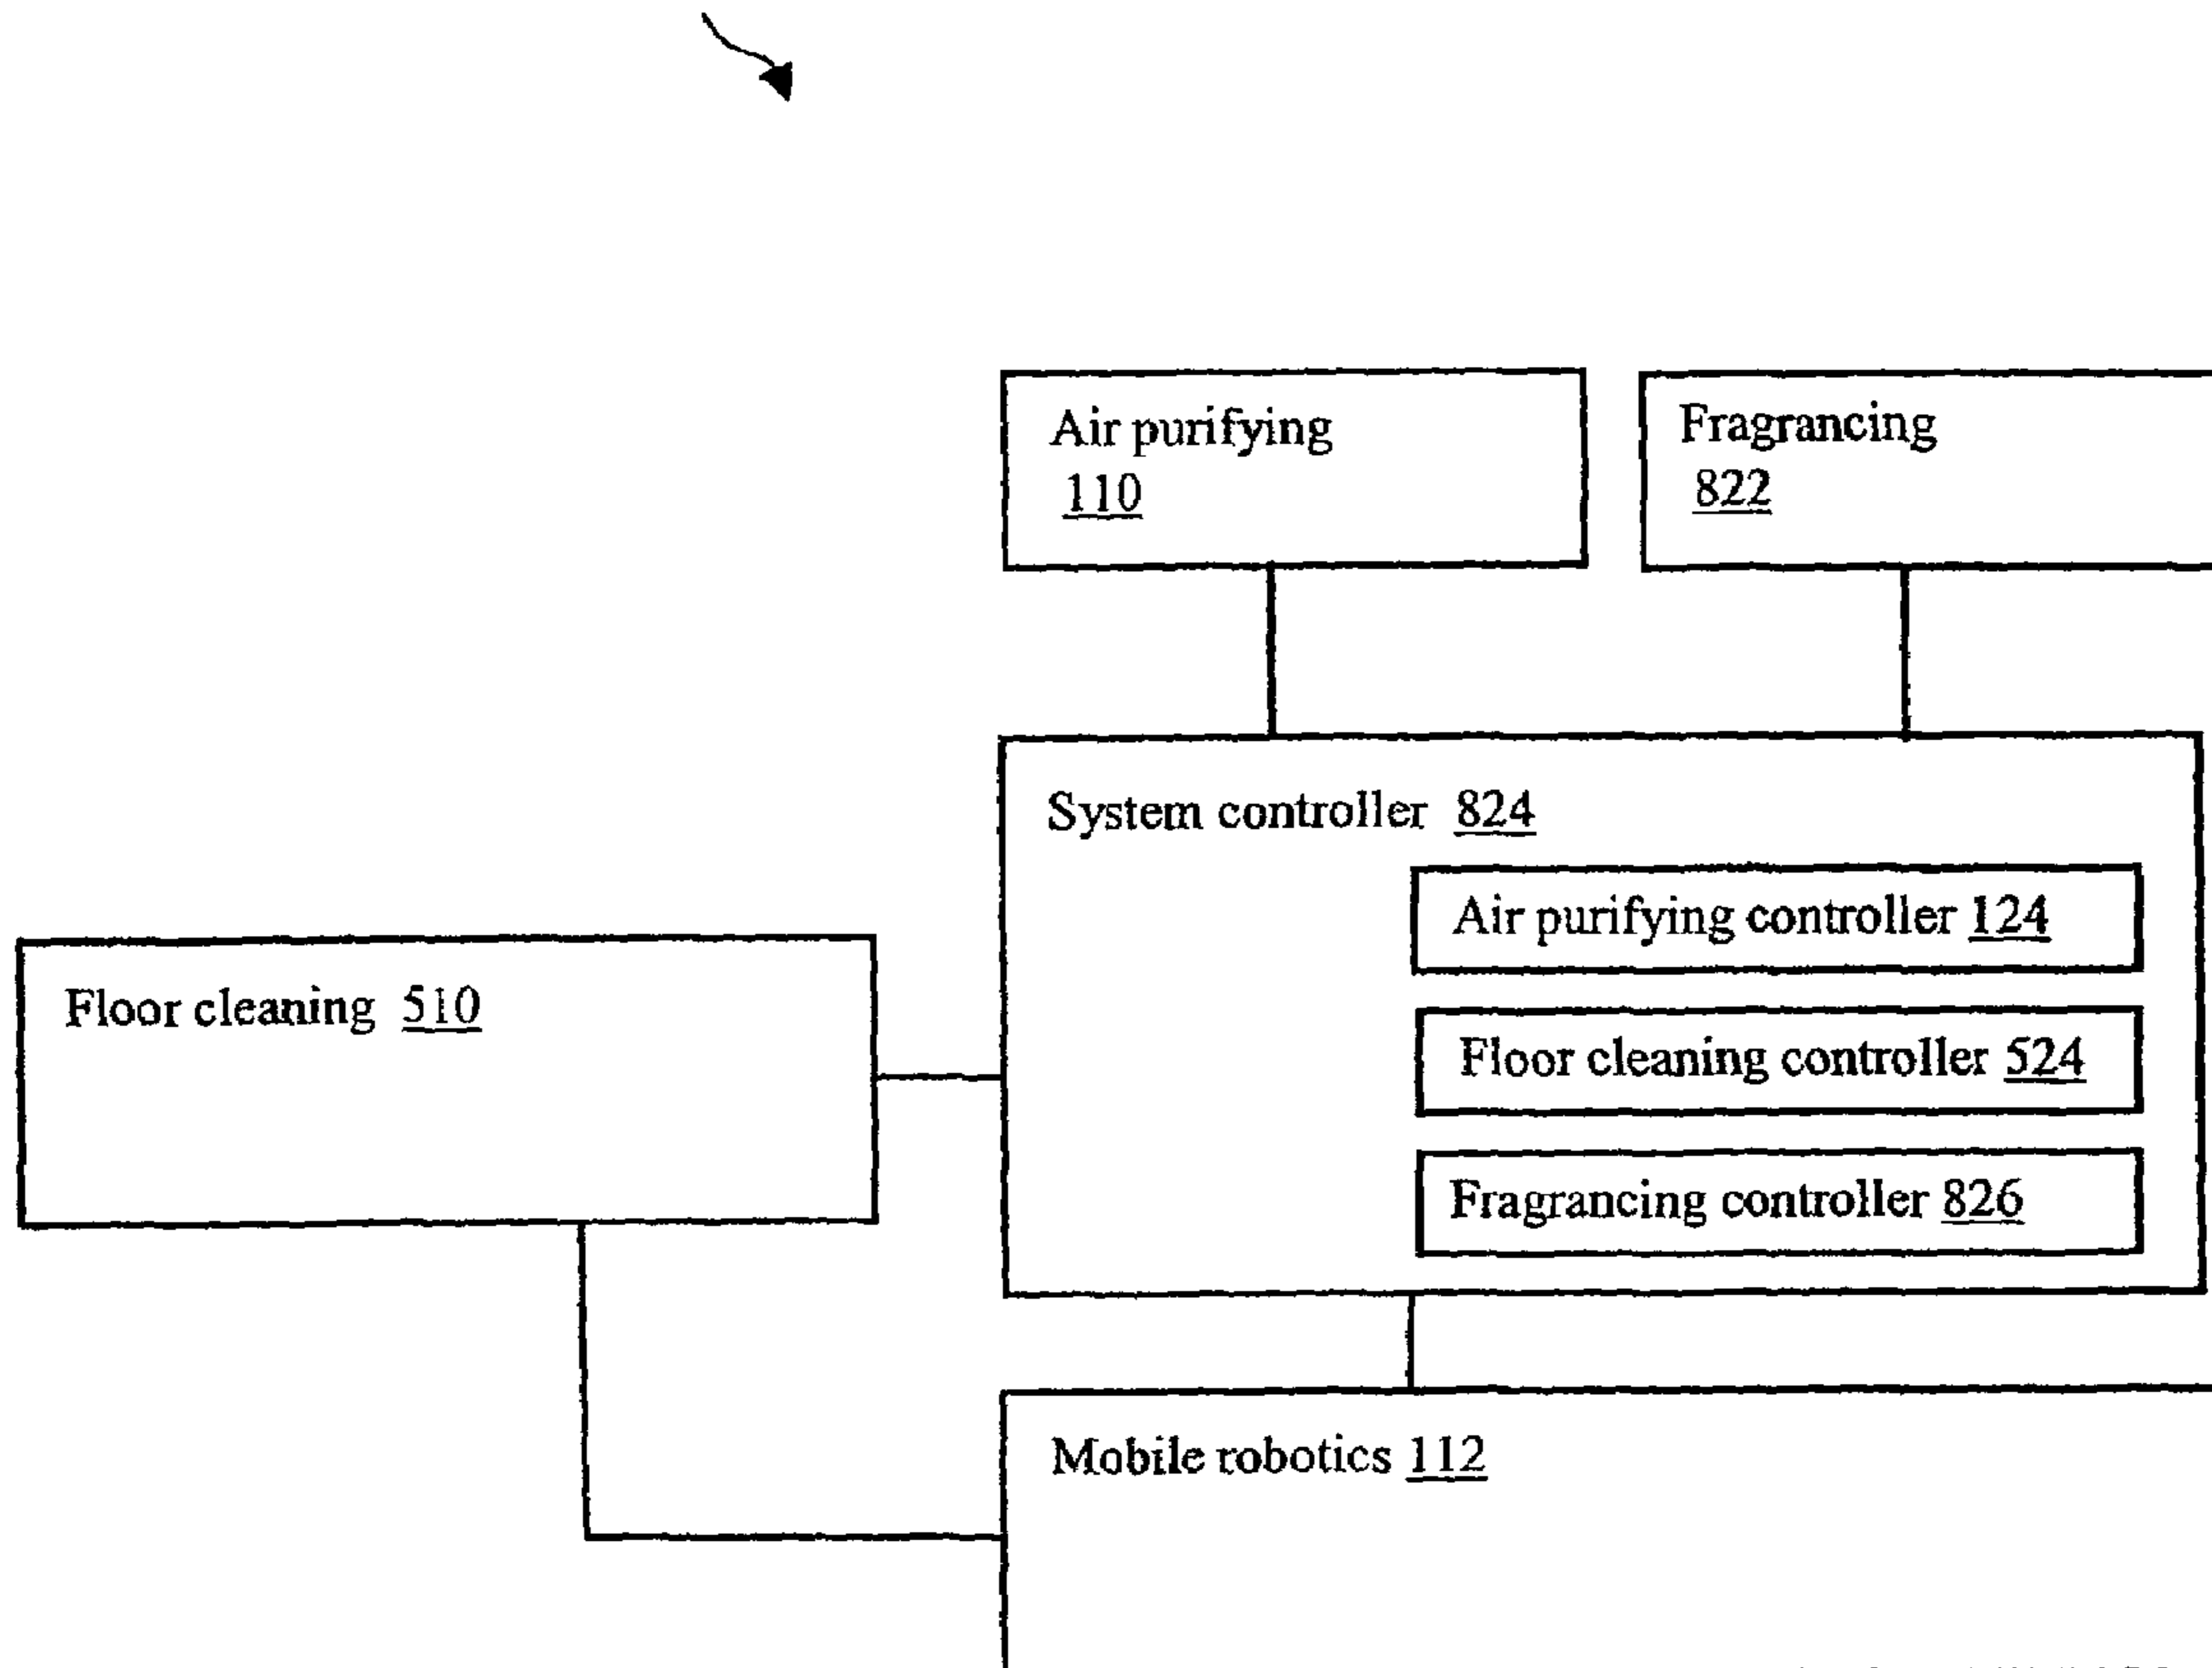 Air purifying
110
Fragrancing
822
System controller 824
Air purifying controller 124
Floor cleaning 510
Floor cleaning controller 524
Fragrancing controller 826
Mobile robotics 112